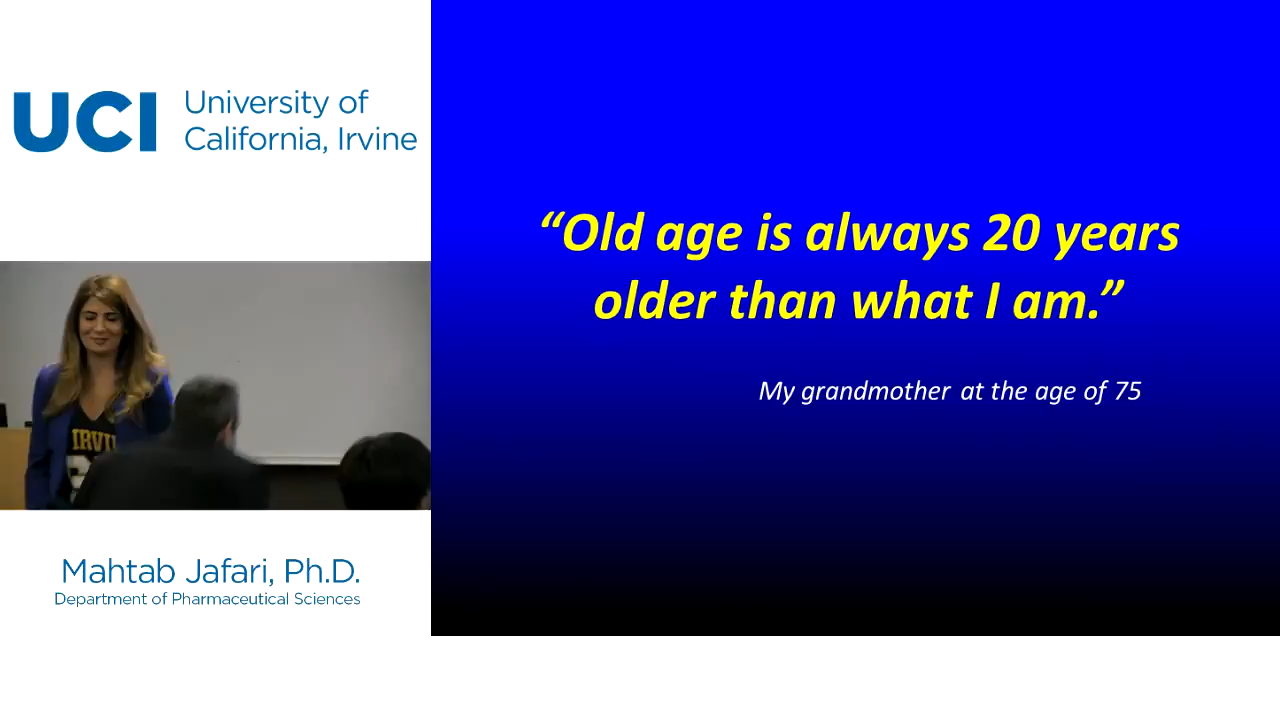 UCI University of
California, Irvine
“Old age is always 20 years
older than what I am.”
My grandmother at the age of 75
IRVI
Mahtab Jafari, Ph.D.
Department of Pharmaceutical Sciences